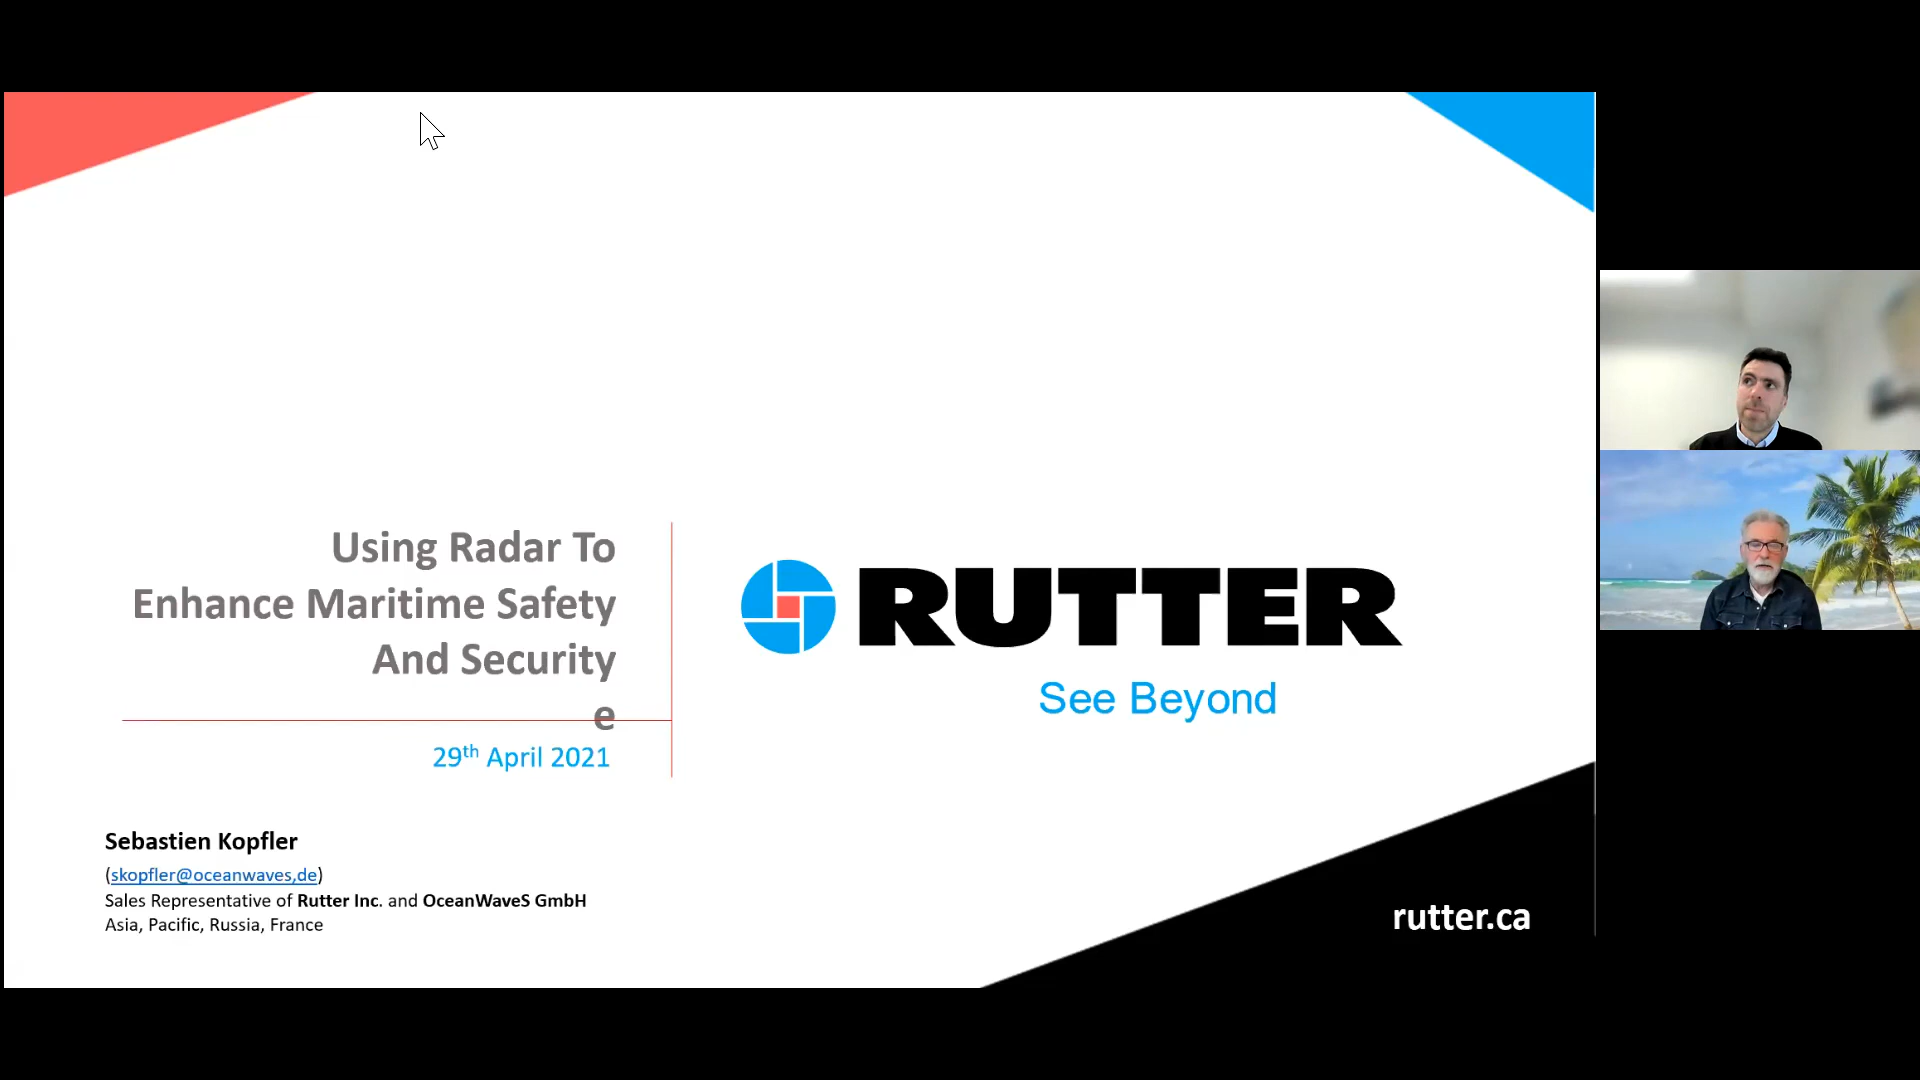 Using Radar To
Enhance Maritime Safety
And Security
e
29th April 2021
RUTTER
See Beyond
Sebastien Kopfler
(skopfler@oceanwaves,de)
Sales Representative of Rutter Inc. and OceanWaveS GmbH
Asia, Pacific, Russia, France
rutter.ca